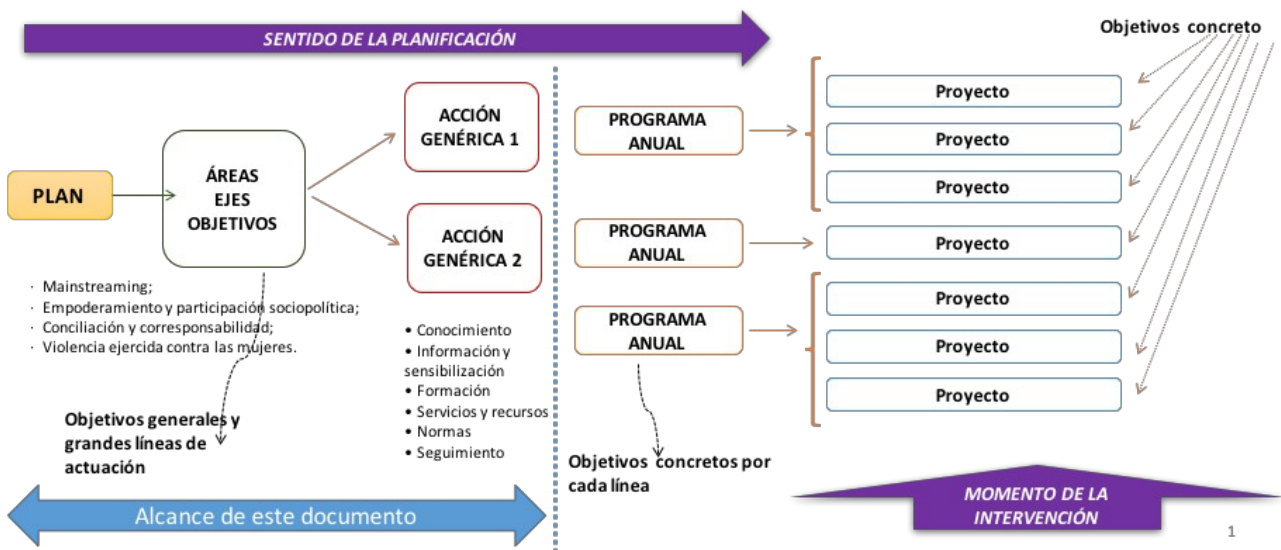 SENTIDO DE LA PLANIFICACIÓN
Objetivos concreto
PLAN
ÁREAS
EJES
OBJETIVOS
ACCIÓN
GENÉRICA 1
ACCIÓN
GENÉRICA 2
· Mainstreaming;
· Empoderamiento y participación sociopolítica;
· Conciliación y corresponsabilidad;
· Violencia ejercida contra las mujeres.
• Conocimiento
• Información y
sensibilización
• Formación
• Servicios y recursos
• Normas
• Seguimiento
Objetivos generales y
grandes líneas de
actuación
Alcance de este documento
PROGRAMA
ANUAL
Proyecto
Proyecto
Proyecto
PROGRAMA
ANUAL
Proyecto
PROGRAMA
ANUAL
Proyecto
Proyecto
Proyecto
Objetivos concretos por
cada línea
MOMENTO DE LA
INTERVENCIÓN
1